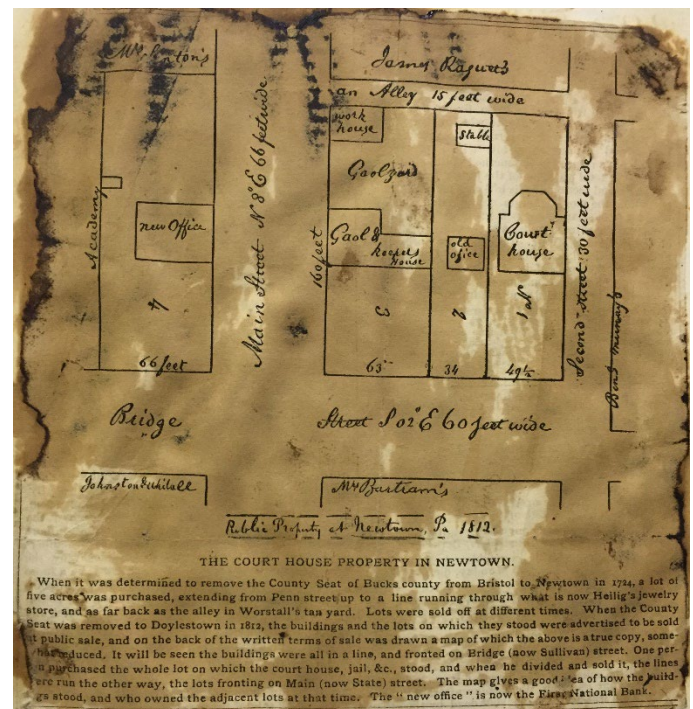 James Raguet's
an Alley 15 feet wide
work
house
Stable
Gaolyard
Academy
new Office
Main Street N 8° E 66 feet wide
160 feet
Gaol &
keepers
House
old
office
Court
house
Second street 30 feet wide
4
3
2
No 1
66 feet
63
34
49½
Bridge
Street S 82° E 60 feet wide
Johnston & Whitall
Mr Bartram's
Public Property at Newtown, Pa 1812.
THE COURT HOUSE PROPERTY IN NEWTOWN.
When it was determined to remove the County Seat of Bucks county from Bristol to Newtown in 1724, a lot of
five acres was purchased, extending from Penn street up to a line running through what is now Heilig's jewelry
store, and as far back as the alley in Worstall's tan yard. Lots were sold off at different times. When the County
Seat was removed to Doylestown in 1812, the buildings and the lots on which they stood were advertised to be sold
at public sale, and on the back of the written terms of sale was drawn a map of which the above is a true copy, some-
what reduced. It will be seen the buildings were all in a line, and fronted on Bridge (now Sullivan) street. One per-
son purchased the whole lot on which the court house, jail, &c., stood, and when he divided and sold it, the lines
were run the other way, the lots fronting on Main (now State) street. The map gives a good idea of how the build-
ings stood, and who owned the adjacent lots at that time. The "new office" is now the First National Bank.